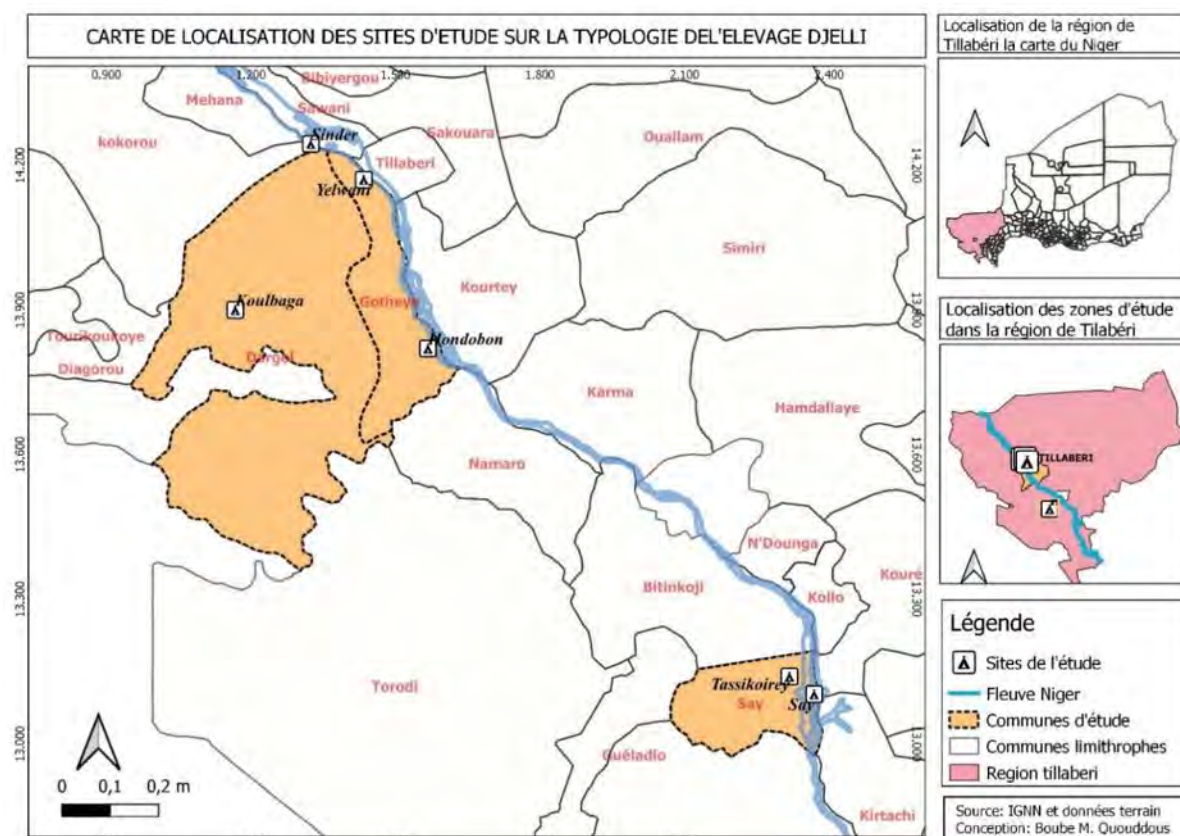 CARTE DE LOCALISATION DES SITES D'ETUDE SUR LA TYPOLOGIE DEL'ELEVAGE DJELLI
0.900 1.200 1.500 1.800 2.100 2.400
Bibiyergou
Mehana
Sawani
Sinder
Sakouara
Ouallam
kokorou
Tillaberi
14.200
14.200
Yelwani
Simiri
Koulbaga
Gotheye
Kourtey
13.900
13.900
Hondobon
Tourikoukoye
Dargol
Diagorou
Karma
Hamdallaye
13.600
13.600
Namaro
N'Dounga
Koure
Bitinkoji
Kollo
13.300
13.300
Torodi
Tassikoirey
Say
Say
13.000
13.000
Guéladio
Kirtachi
0 0,1 0,2 m
Localisation de la région de
Tillabéri la carte du Niger
Localisation des zones d'étude
dans la région de Tilabéri
TILLABERI
Légende
Sites de l'étude
Fleuve Niger
Communes d'étude
Communes limithrophes
Region tillaberi
Source: IGNN et données terrain
Conception: Boube M. Quouddous